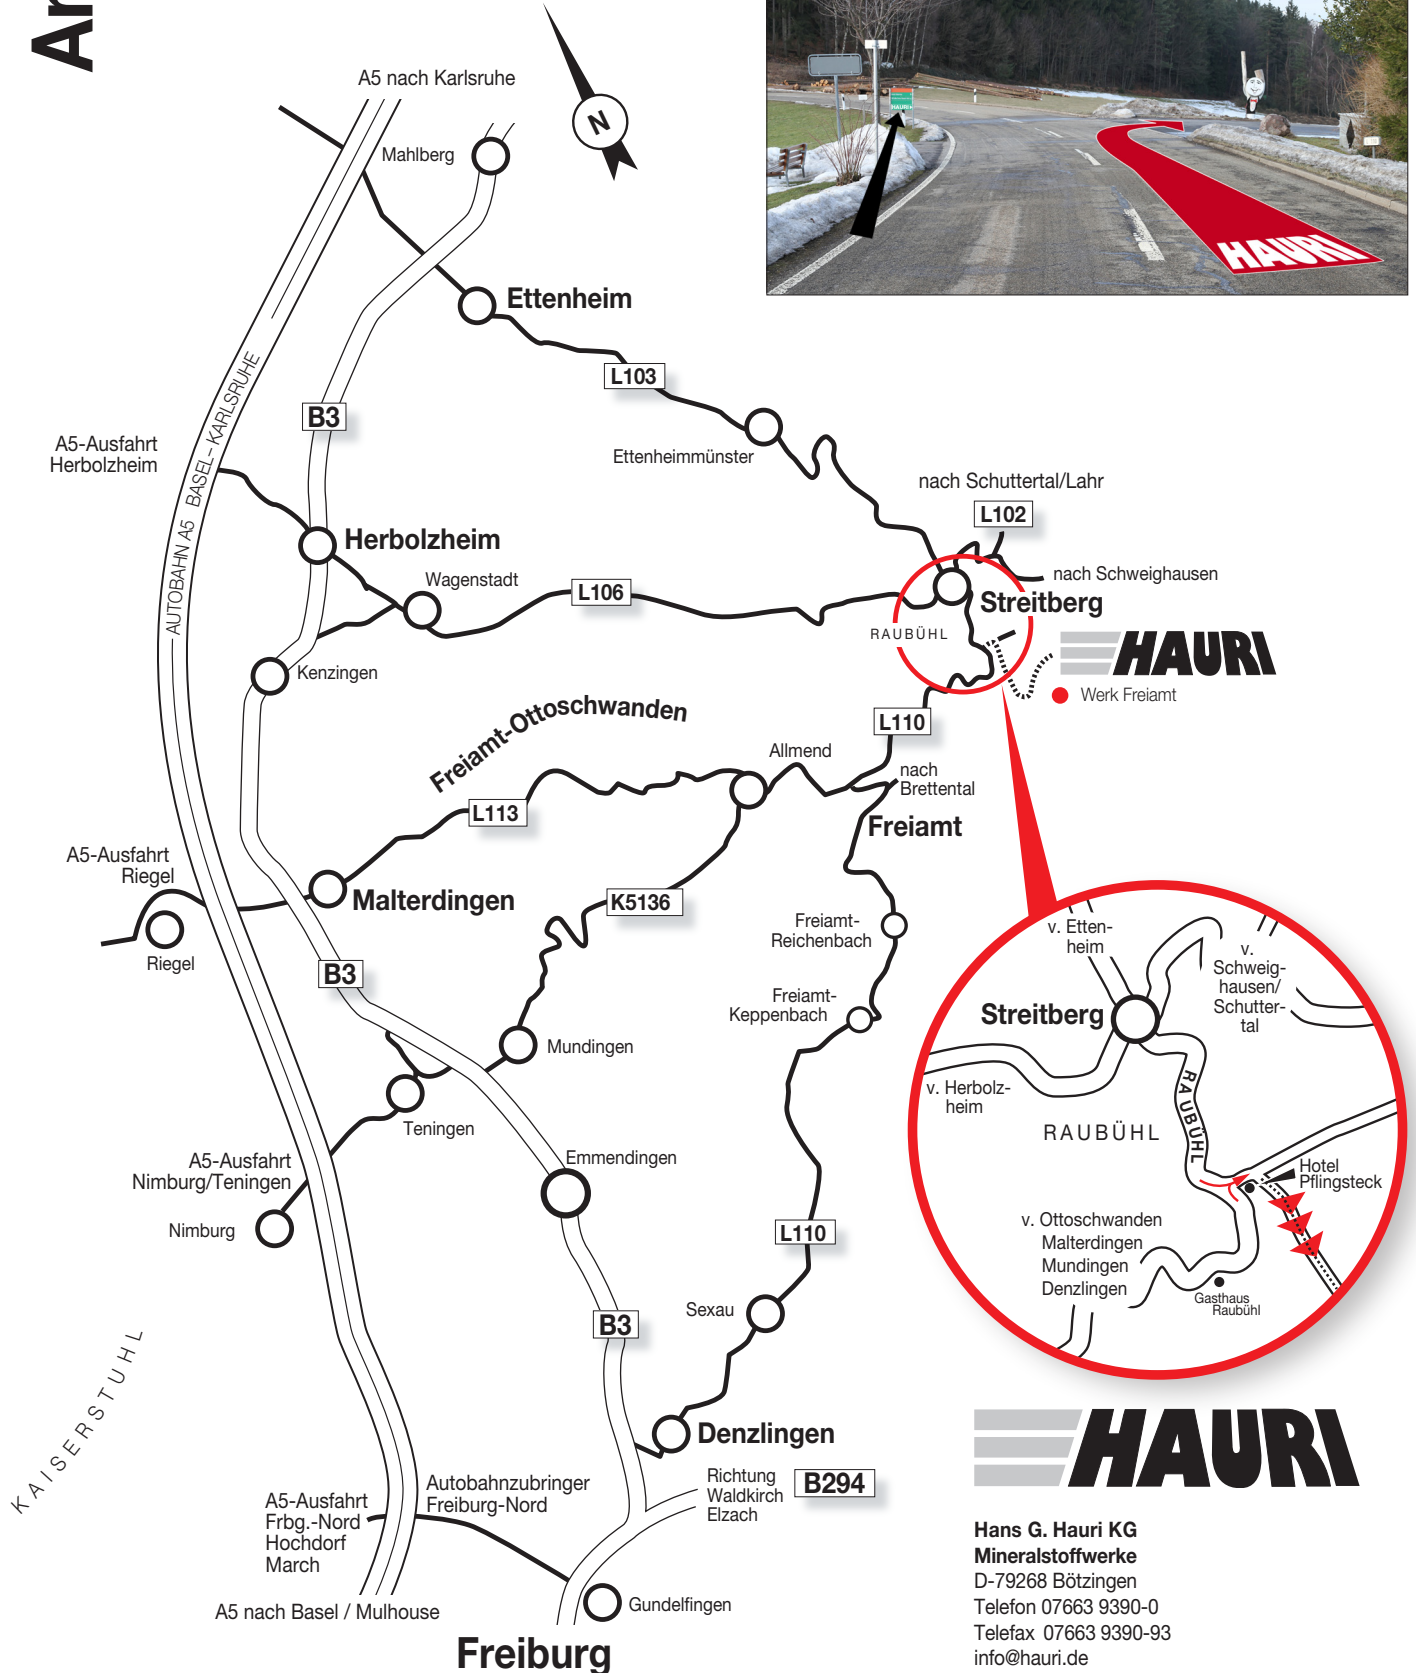 A5 nach Karlsruhe
N
Mahlberg
HAURI
HAURI
Ettenheim
L103
B3
AUTOBAHN A5 BASEL-KARLSRUHE
A5-Ausfahrt
Herbolzheim
Ettenheimmünster
nach Schuttertal/Lahr
L102
Herbolzheim
Wagenstadt
L106
nach Schweighausen
Streitberg
RAUBÜHL
HAURI
Werk Freiamt
Kenzingen
Freiamt-Ottoschwanden
L110
Allmend
nach
Brettental
L113
Freiamt
A5-Ausfahrt
Riegel
Malterdingen
K5136
Riegel
Freiamt-
Reichenbach
B3
Freiamt-
Keppenbach
Mundingen
Teningen
A5-Ausfahrt
Nimburg/Teningen
Emmendingen
Nimburg
L110
Sexau
B3
KAISERSTUHL
Denzlingen
Richtung
Waldkirch
Elzach
B294
Autobahnzubringer
Freiburg-Nord
A5-Ausfahrt
Frbg.-Nord
Hochdorf
March
A5 nach Basel / Mulhouse
Gundelfingen
Freiburg
v. Etten-
heim
v.
Schweig-
hausen/
Schutter-
tal
Streitberg
v. Herbolz-
heim
RAUBÜHL
RAUBÜHL
Hotel
Pflingsteck
v. Ottoschwanden
Malterdingen
Mundingen
Denzlingen
Gasthaus
Raubühl
HAURI
Hans G. Hauri KG
Mineralstoffwerke
D-79268 Bötzingen
Telefon 07663 9390-0
Telefax 07663 9390-93
info@hauri.de